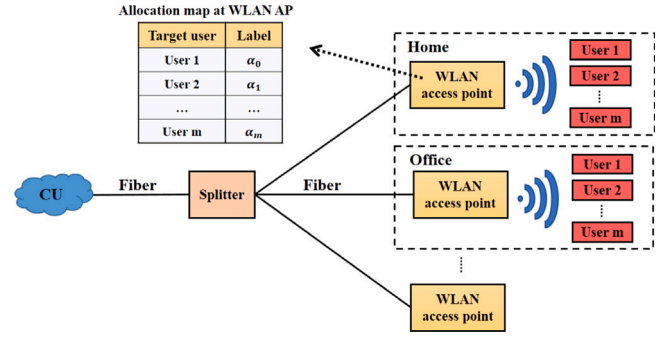 Allocation map at WLAN AP
Target user Label
User 1 α₀
User 2 α₁
... ...
User m αₘ
Home
WLAN
access point
User 1
User 2
User m
Office
WLAN
access point
User 1
User 2
User m
CU
Fiber
Splitter
Fiber
WLAN
access point